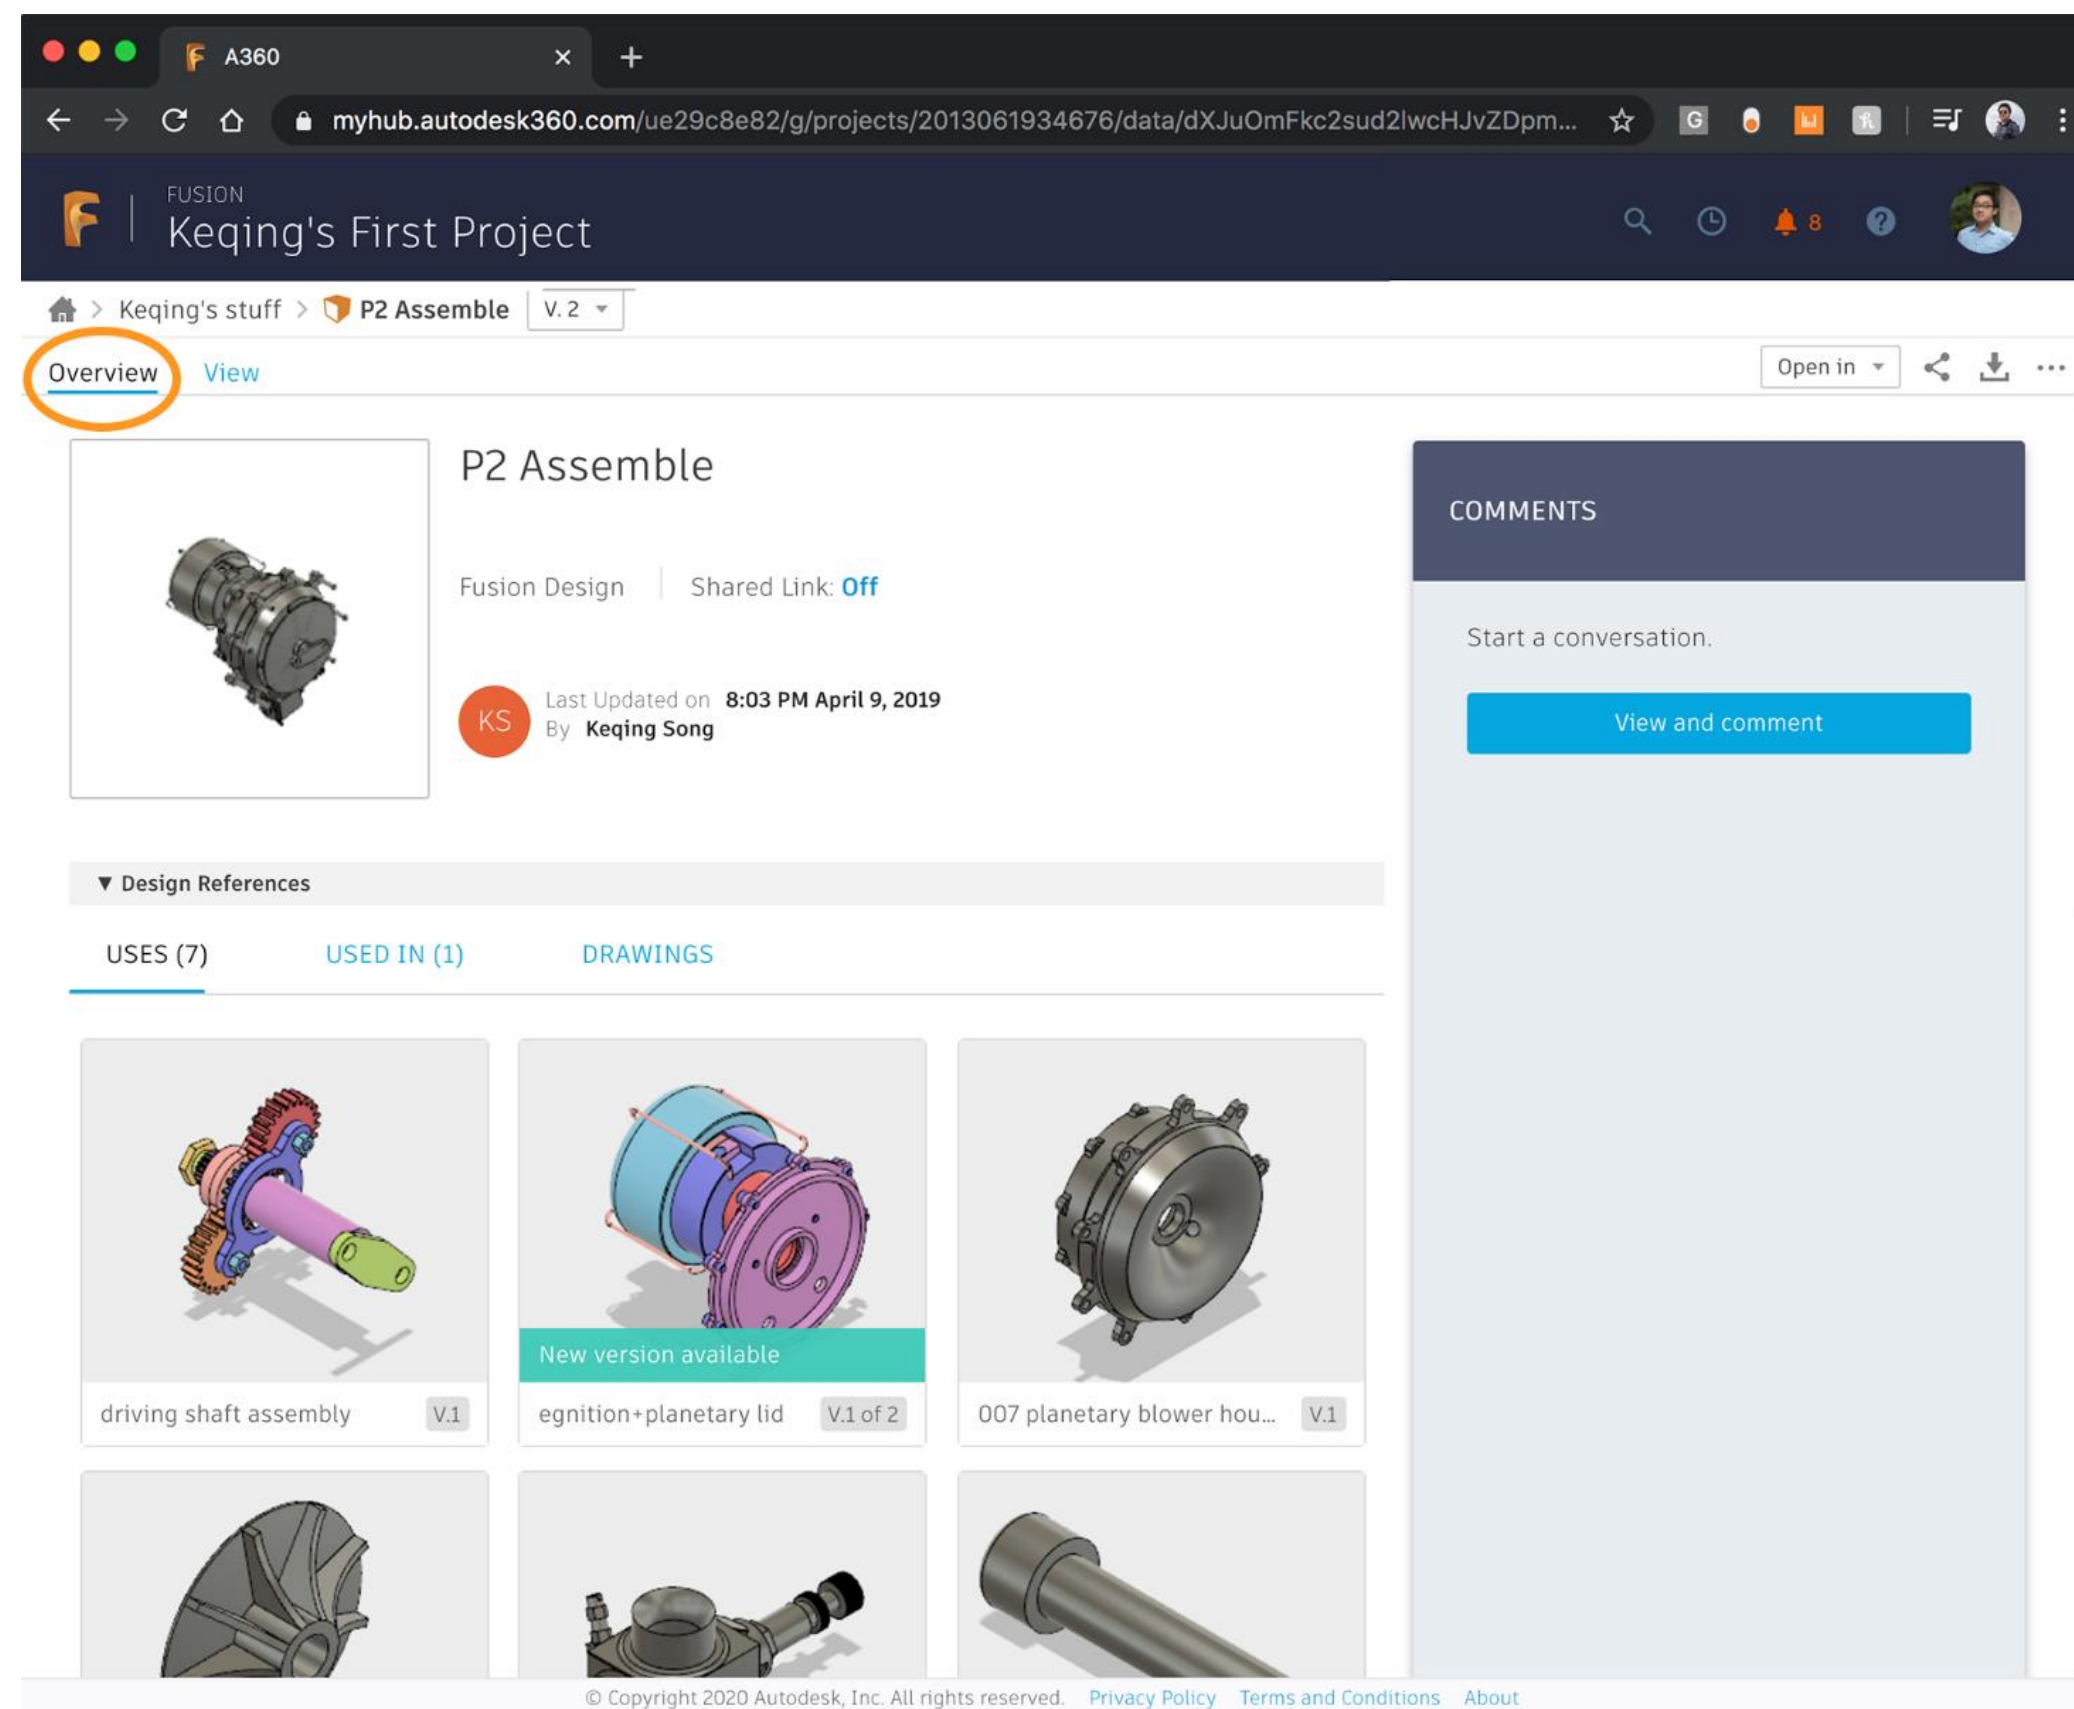 A360
myhub.autodesk360.com/ue29c8e82/g/projects/2013061934676/data/dXJuOmFkc2sud2lwcHJvZDpm...
G
FUSION
Keqing's First Project
8
?
> Keqing's stuff > P2 Assemble V. 2
Overview View
Open in
P2 Assemble
COMMENTS
Fusion Design Shared Link: Off
Start a conversation.
KS
Last Updated on 8:03 PM April 9, 2019
By Keqing Song
View and comment
▼ Design References
USES (7) USED IN (1) DRAWINGS
New version available
driving shaft assembly V.1
egnition+planetary lid V.1 of 2
007 planetary blower hou... V.1
© Copyright 2020 Autodesk, Inc. All rights reserved. Privacy Policy Terms and Conditions About